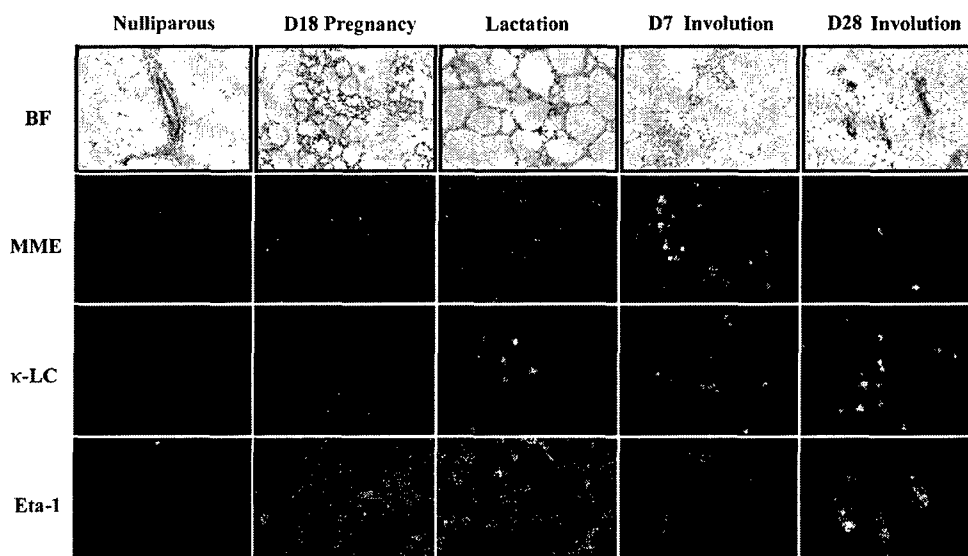 Nulliparous D18 Pregnancy Lactation D7 Involution D28 Involution
BF
MME
κ-LC
Eta-1